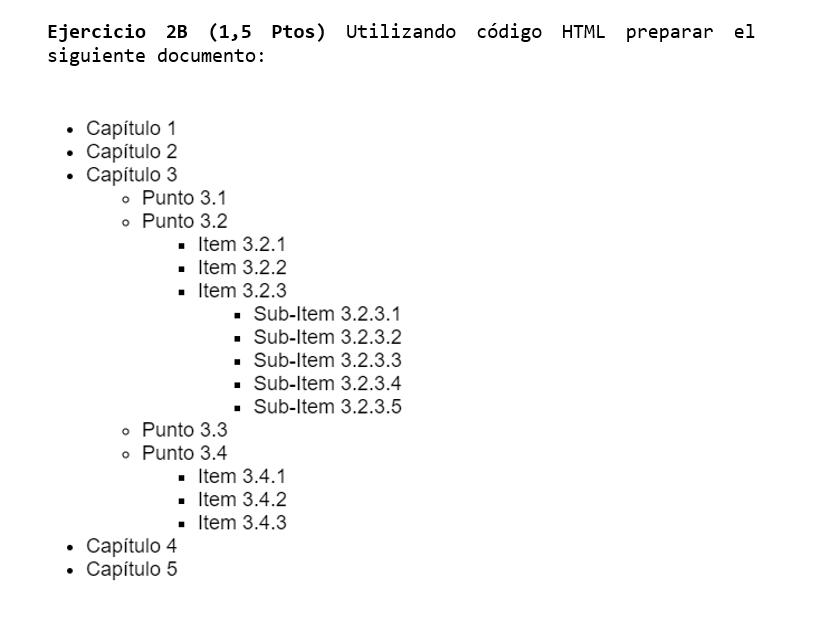 Ejercicio 2B (1,5 Ptos) Utilizando código HTML preparar el
siguiente documento:
Capítulo 1
Capítulo 2
Capítulo 3
Punto 3.1
Punto 3.2
Item 3.2.1
Item 3.2.2
Item 3.2.3
Sub-Item 3.2.3.1
Sub-Item 3.2.3.2
Sub-Item 3.2.3.3
Sub-Item 3.2.3.4
Sub-Item 3.2.3.5
Punto 3.3
Punto 3.4
Item 3.4.1
Item 3.4.2
Item 3.4.3
Capítulo 4
Capítulo 5